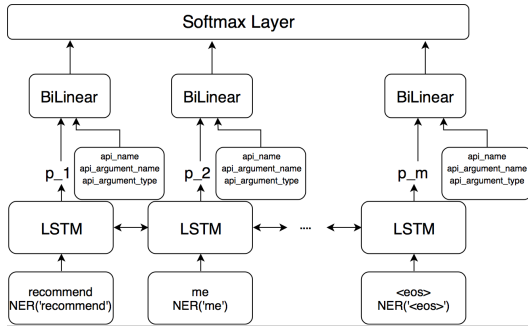 Softmax Layer
BiLinear
BiLinear
BiLinear
p_1
api_name
api_argument_name
api_argument_type
p_2
api_name
api_argument_name
api_argument_type
p_m
api_name
api_argument_name
api_argument_type
LSTM
LSTM
....
LSTM
recommend
NER('recommend')
me
NER('me')
<eos>
NER('<eos>')